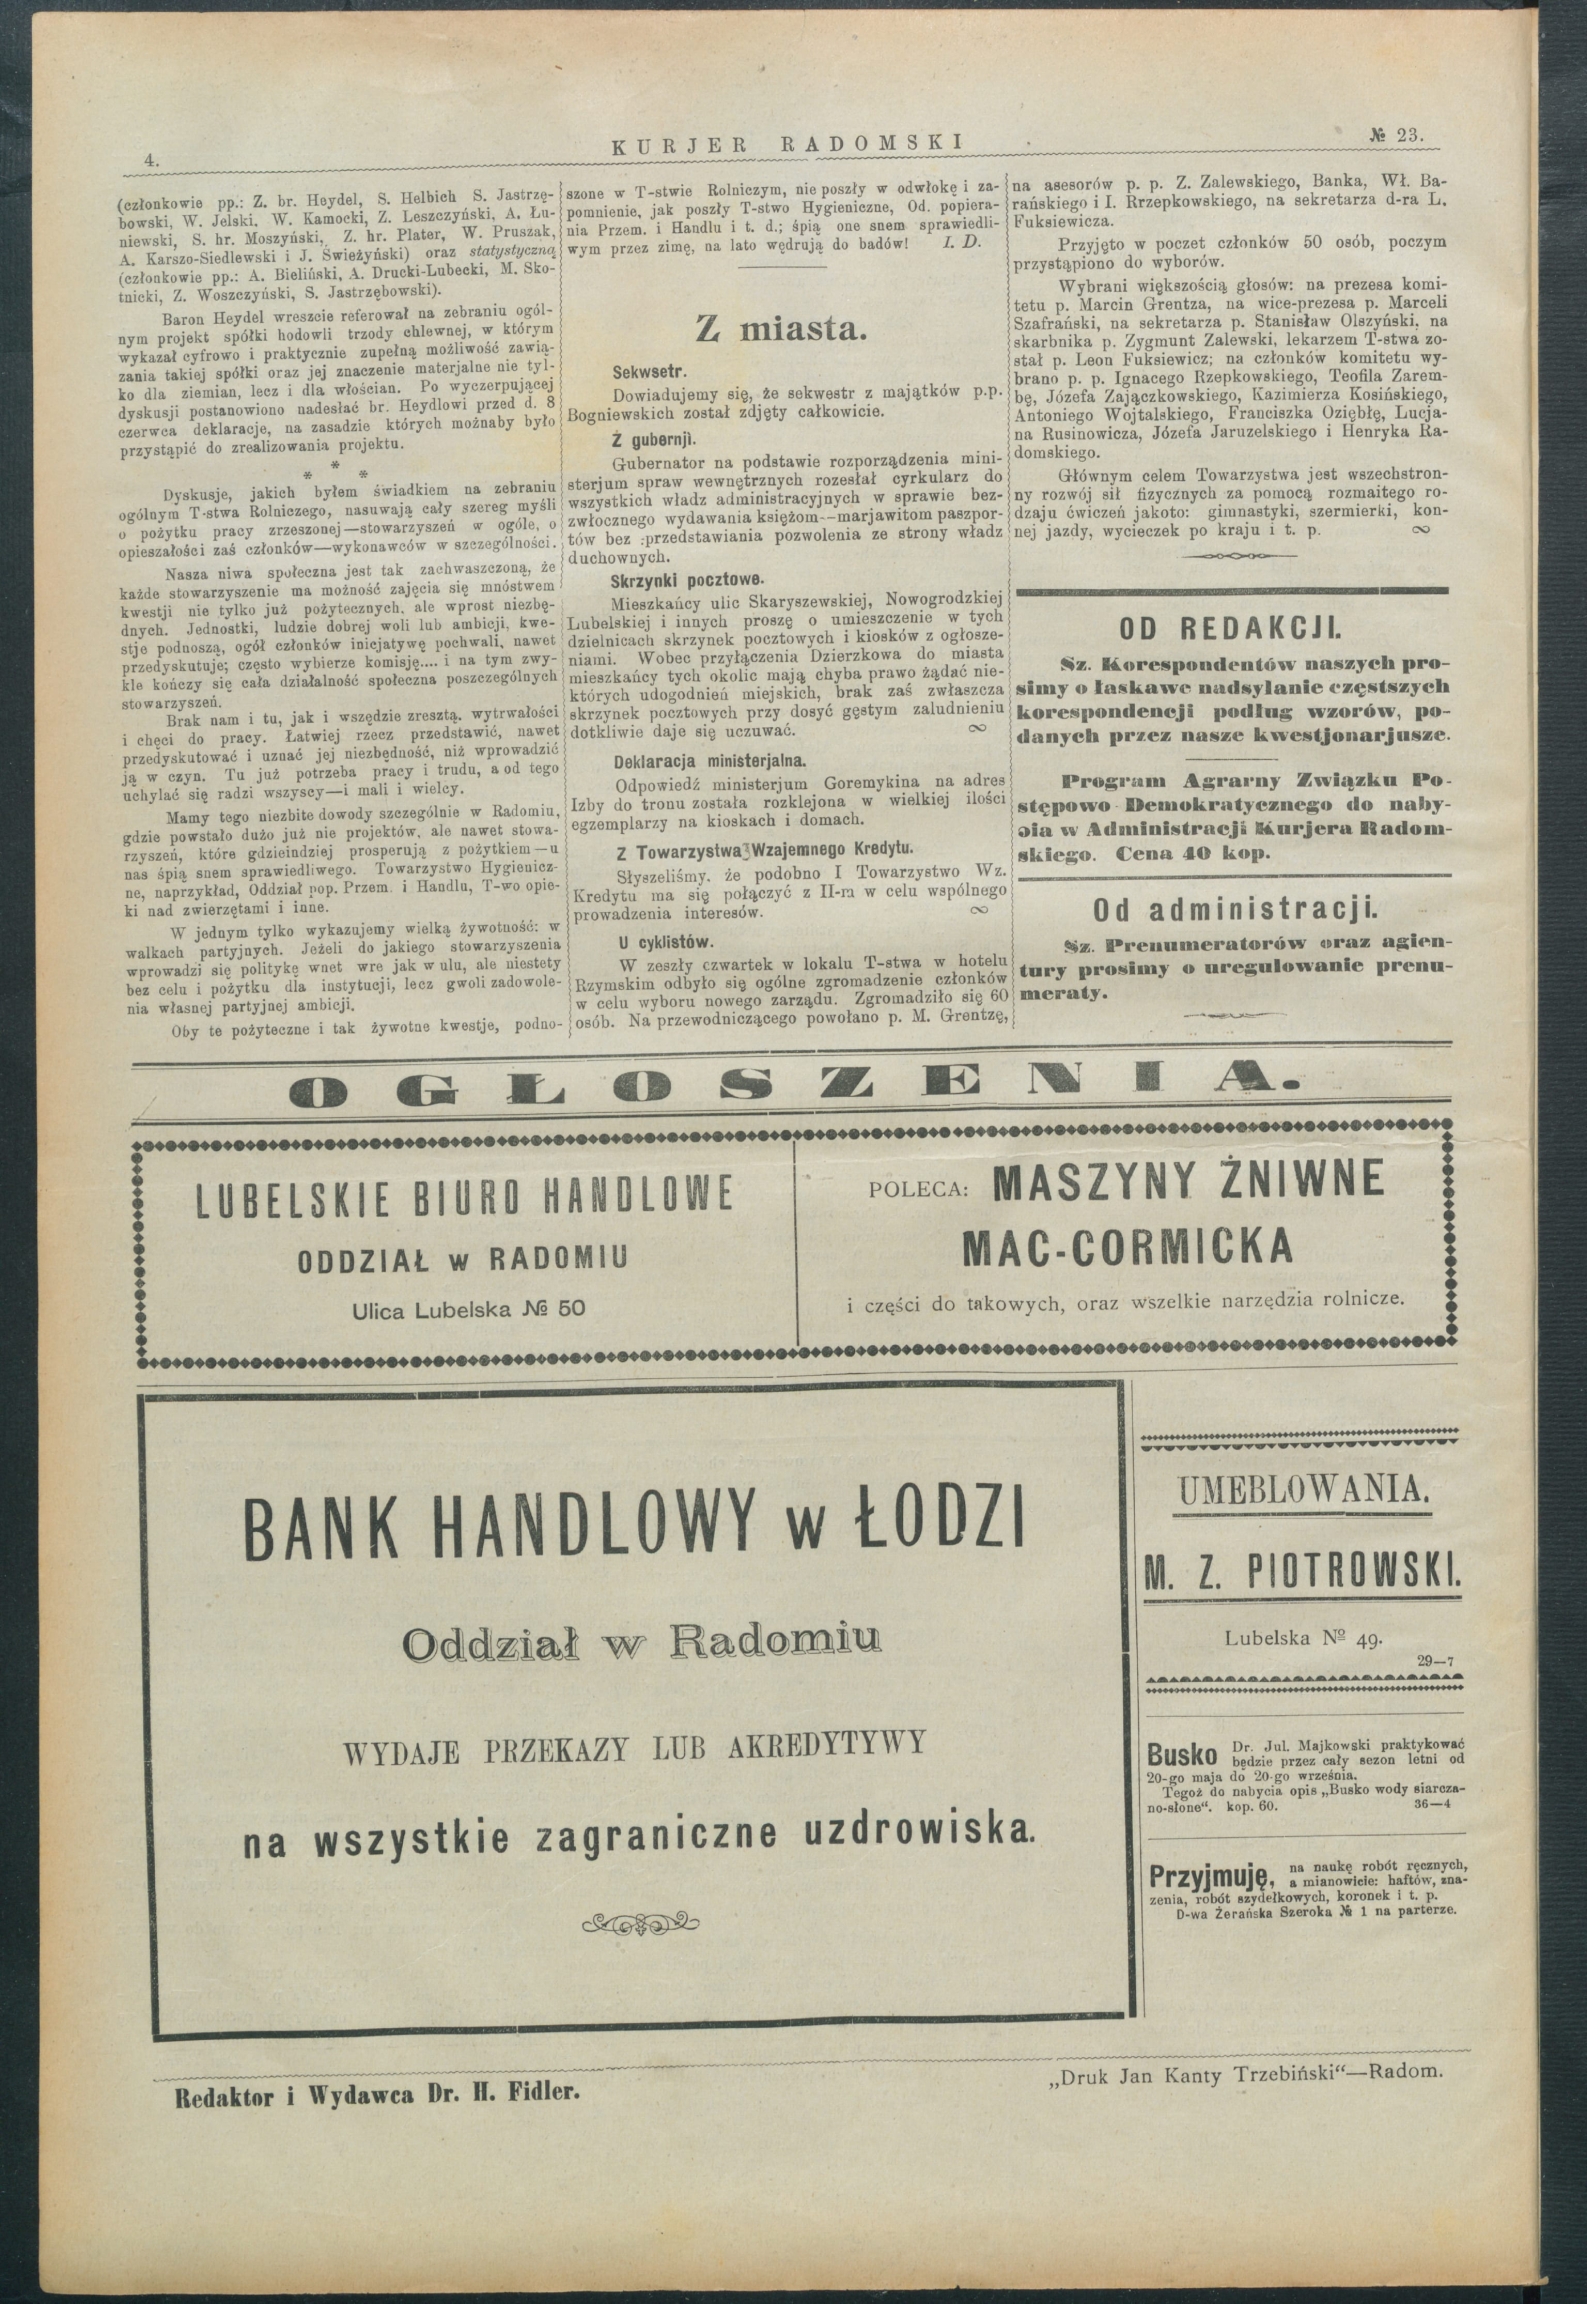 4.
KURJER RADOMSKI
№ 23.
(członkowie pp.: Z. br. Heydel, S. Helbich S. Jastrzę-
bowski, W. Jelski, W. Kamocki, Z. Leszczyński, A. Łu-
niewski, S. hr. Moszyński, Z. hr. Plater, W. Pruszak,
A. Karszo-Siedlewski i J. Świeżyński) oraz statystyczną
(członkowie pp.: A. Bieliński, A. Drucki-Lubecki, M. Sko-
tnicki, Z. Woszczyński, S. Jastrzębowski).
Baron Heydel wreszcie referował na zebraniu ogól-
nym projekt spółki hodowli trzody chlewnej, w którym
wykazał cyfrowo i praktycznie zupełną możliwość zawią-
zania takiej spółki oraz jej znaczenie materjalne nie tyl-
ko dla ziemian, lecz i dla włościan. Po wyczerpującej
dyskusji postanowiono nadesłać br. Heydlowi przed d. 8
czerwca deklaracje, na zasadzie których możnaby było
przystąpić do zrealizowania projektu.
*
* *
Dyskusje, jakich byłem świadkiem na zebraniu
ogólnym T-stwa Rolniczego, nasuwają cały szereg myśli
o pożytku pracy zrzeszonej—stowarzyszeń w ogóle, o
opieszałości zaś członków—wykonawców w szczególności.
Nasza niwa społeczna jest tak zachwaszczoną, że
każde stowarzyszenie ma możność zajęcia się mnóstwem
kwestji nie tylko już pożytecznych, ale wprost niezbę-
dnych. Jednostki, ludzie dobrej woli lub ambicji, kwe-
stje podnoszą, ogół członków inicjatywę pochwali, nawet
przedyskutuje; często wybierze komisję.... i na tym zwy-
kle kończy się cała działalność społeczna poszczególnych
stowarzyszeń.
Brak nam i tu, jak i wszędzie zresztą, wytrwałości
i chęci do pracy. Łatwiej rzecz przedstawić, nawet
przedyskutować i uznać jej niezbędność, niż wprowadzić
ją w czyn. Tu już potrzeba pracy i trudu, a od tego
uchylać się radzi wszyscy—i mali i wielcy.
Mamy tego niezbite dowody szczególnie w Radomiu,
gdzie powstało dużo już nie projektów, ale nawet stowa-
rzyszeń, które gdzieindziej prosperują z pożytkiem—u
nas śpią snem sprawiedliwego. Towarzystwo Hygienicz-
ne, naprzykład, Oddział pop. Przem. i Handlu, T-wo opie-
ki nad zwierzętami i inne.
W jednym tylko wykazujemy wielką żywotność: w
walkach partyjnych. Jeżeli do jakiego stowarzyszenia
wprowadzi się politykę wnet wre jak w ulu, ale niestety
bez celu i pożytku dla instytucji, lecz gwoli zadowole-
nia własnej partyjnej ambicji.
Oby te pożyteczne i tak żywotne kwestje, podno-
szone w T-stwie Rolniczym, nie poszły w odwłokę i za-
pomnienie, jak poszły T-stwo Hygieniczne, Od. popiera-
nia Przem. i Handlu i t. d.; śpią one snem sprawiedli-
wym przez zimę, na lato wędrują do badów! I. D.
Z miasta.
Sekwsetr.
Dowiadujemy się, że sekwestr z majątków p.p.
Bogniewskich został zdjęty całkowicie.
Z gubernji.
Gubernator na podstawie rozporządzenia mini-
sterjum spraw wewnętrznych rozesłał cyrkularz do
wszystkich władz administracyjnych w sprawie bez-
zwłocznego wydawania księżom—marjawitom paszpor-
tów bez przedstawiania pozwolenia ze strony władz
duchownych.
Skrzynki pocztowe.
Mieszkańcy ulic Skaryszewskiej, Nowogrodzkiej
Lubelskiej i innych proszę o umieszczenie w tych
dzielnicach skrzynek pocztowych i kiosków z ogłosze-
niami. Wobec przyłączenia Dzierzkowa do miasta
mieszkańcy tych okolic mają chyba prawo żądać nie-
których udogodnień miejskich, brak zaś zwłaszcza
skrzynek pocztowych przy dosyć gęstym zaludnieniu
dotkliwie daje się uczuwać. ∞
Deklaracja ministerjalna.
Odpowiedź ministerjum Goremykina na adres
Izby do tronu została rozklejona w wielkiej ilości
egzemplarzy na kioskach i domach.
Z Towarzystwa Wzajemnego Kredytu.
Słyszeliśmy, że podobno I Towarzystwo Wz.
Kredytu ma się połączyć z II-m w celu wspólnego
prowadzenia interesów. ∞
U cyklistów.
W zeszły czwartek w lokalu T-stwa w hotelu
Rzymskim odbyło się ogólne zgromadzenie członków
w celu wyboru nowego zarządu. Zgromadziło się 60
osób. Na przewodniczącego powołano p. M. Grentzę,
na asesorów p. p. Z. Zalewskiego, Banka, Wł. Ba-
rańskiego i I. Rrzepkowskiego, na sekretarza d-ra L.
Fuksiewicza.
Przyjęto w poczet członków 50 osób, poczym
przystąpiono do wyborów.
Wybrani większością głosów: na prezesa komi-
tetu p. Marcin Grentza, na wice-prezesa p. Marceli
Szafrański, na sekretarza p. Stanisław Olszyński, na
skarbnika p. Zygmunt Zalewski, lekarzem T-stwa zo-
stał p. Leon Fuksiewicz; na członków komitetu wy-
brano p. p. Ignacego Rzepkowskiego, Teofila Zarem-
bę, Józefa Zajączkowskiego, Kazimierza Kosińskiego,
Antoniego Wojtalskiego, Franciszka Oziębłę, Lucja-
na Rusinowicza, Józefa Jaruzelskiego i Henryka Ra-
domskiego.
Głównym celem Towarzystwa jest wszechstron-
ny rozwój sił fizycznych za pomocą rozmaitego ro-
dzaju ćwiczeń jakoto: gimnastyki, szermierki, kon-
nej jazdy, wycieczek po kraju i t. p. ∞
OD REDAKCJI.
Sz. Korespondentów naszych pro-
simy o łaskawe nadsyłanie częstszych
korespondencji podług wzorów, po-
danych przez nasze kwestjonarjusze.
Program Agrarny Związku Po-
stępowo-Demokratycznego do naby-
cia w Administracji Kurjera Radom-
skiego. Cena 40 kop.
Od administracji.
Sz. Prenumeratorów oraz agien-
tury prosimy o uregulowanie prenu-
meraty.
OGŁOSZENIA.
LUBELSKIE BIURO HANDLOWE
ODDZIAŁ w RADOMIU
Ulica Lubelska № 50
POLECA: MASZYNY ŻNIWNE
MAC-CORMICKA
i części do takowych, oraz wszelkie narzędzia rolnicze.
BANK HANDLOWY w ŁODZI
Oddział w Radomiu
WYDAJE PRZEKAZY LUB AKREDYTYWY
na wszystkie zagraniczne uzdrowiska.
UMEBLOWANIA.
M. Z. PIOTROWSKI.
Lubelska № 49.
29—7
Busko Dr. Jul. Majkowski praktykować
będzie przez cały sezon letni od
20-go maja do 20-go września.
Tegoż do nabycia opis „Busko wody siarcza-
no-słone“. kop. 60. 36—4
Przyjmuję, na naukę robót ręcznych,
a mianowicie: haftów, zna-
zenia, robót szydełkowych, koronek i t. p.
D-wa Żerańska Szeroka № 1 na parterze.
Redaktor i Wydawca Dr. H. Fidler.
„Druk Jan Kanty Trzebiński“—Radom.